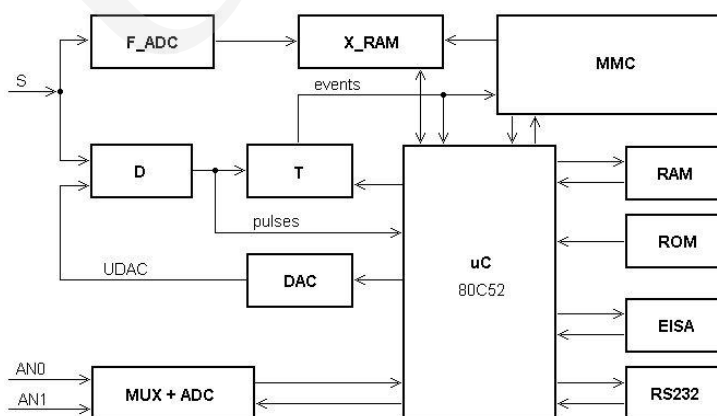 F_ADC
X_RAM
MMC
S
events
D
T
RAM
pulses
ROM
uC
80C52
UDAC
DAC
EISA
AN0
MUX + ADC
AN1
RS232